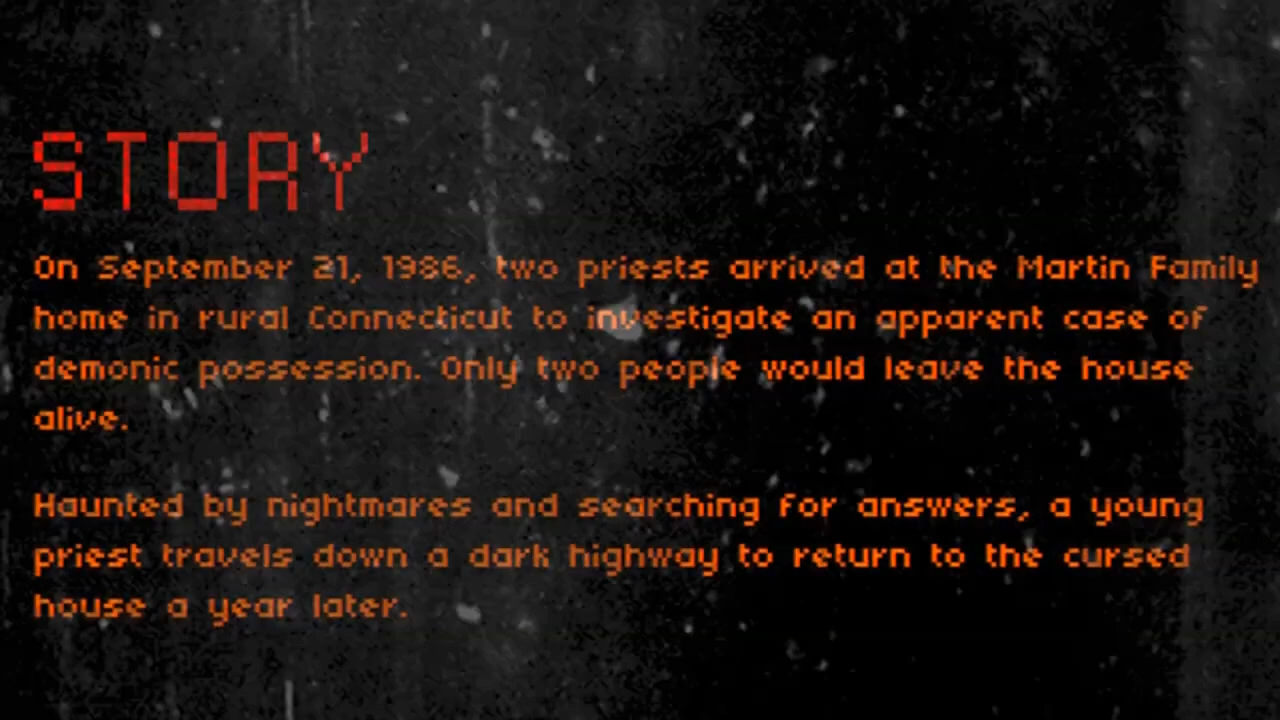 STORY
On September 21, 1986, two priests arrived at the Martin Family
home in rural Connecticut to investigate an apparent case of
demonic possession. Only two people would leave the house
alive.
Haunted by nightmares and searching for answers, a young
priest travels down a dark highway to return to the cursed
house a year later.